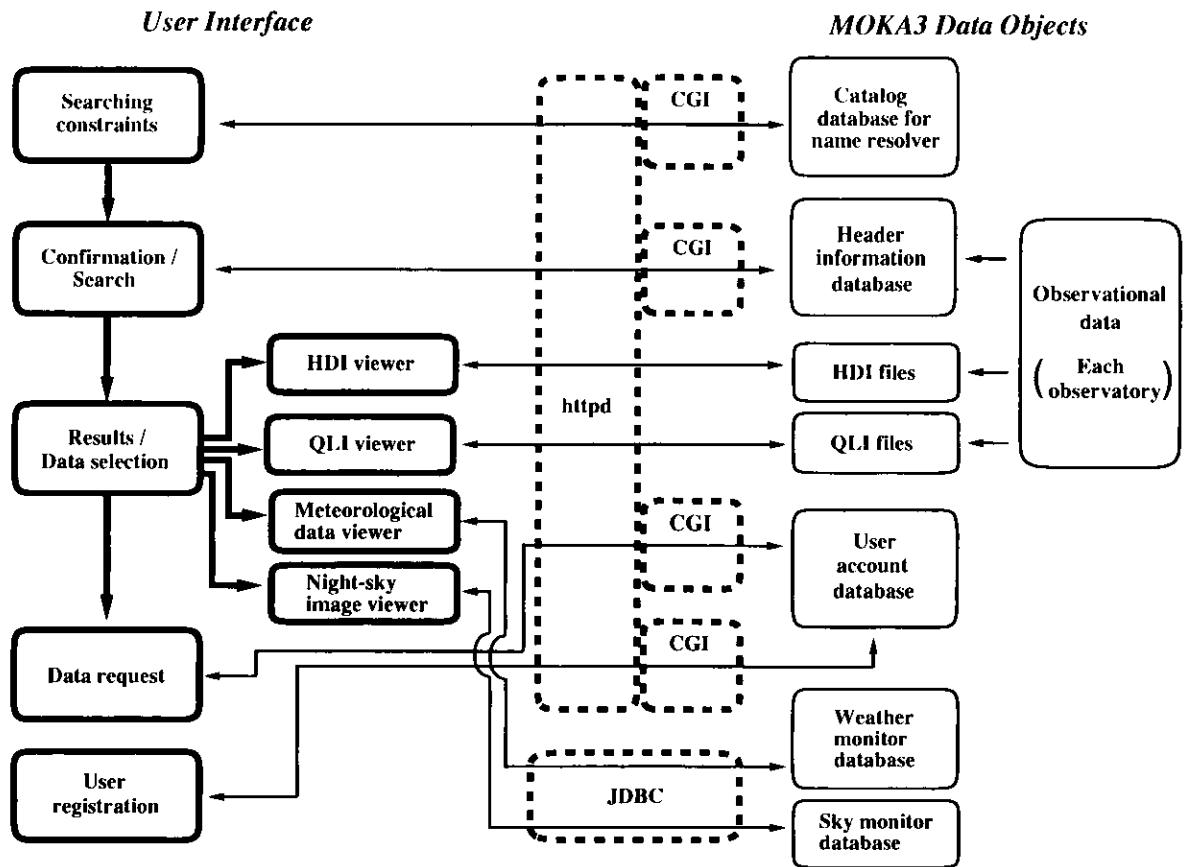 User Interface
MOKA3 Data Objects
Searching
constraints
CGI
Catalog
database for
name resolver
Confirmation /
Search
CGI
Header
information
database
Observational
data
( Each
observatory )
HDI viewer
HDI files
httpd
Results /
Data selection
QLI viewer
QLI files
Meteorological
data viewer
CGI
User
account
database
Night-sky
image viewer
Data request
CGI
Weather
monitor
database
User
registration
JDBC
Sky monitor
database